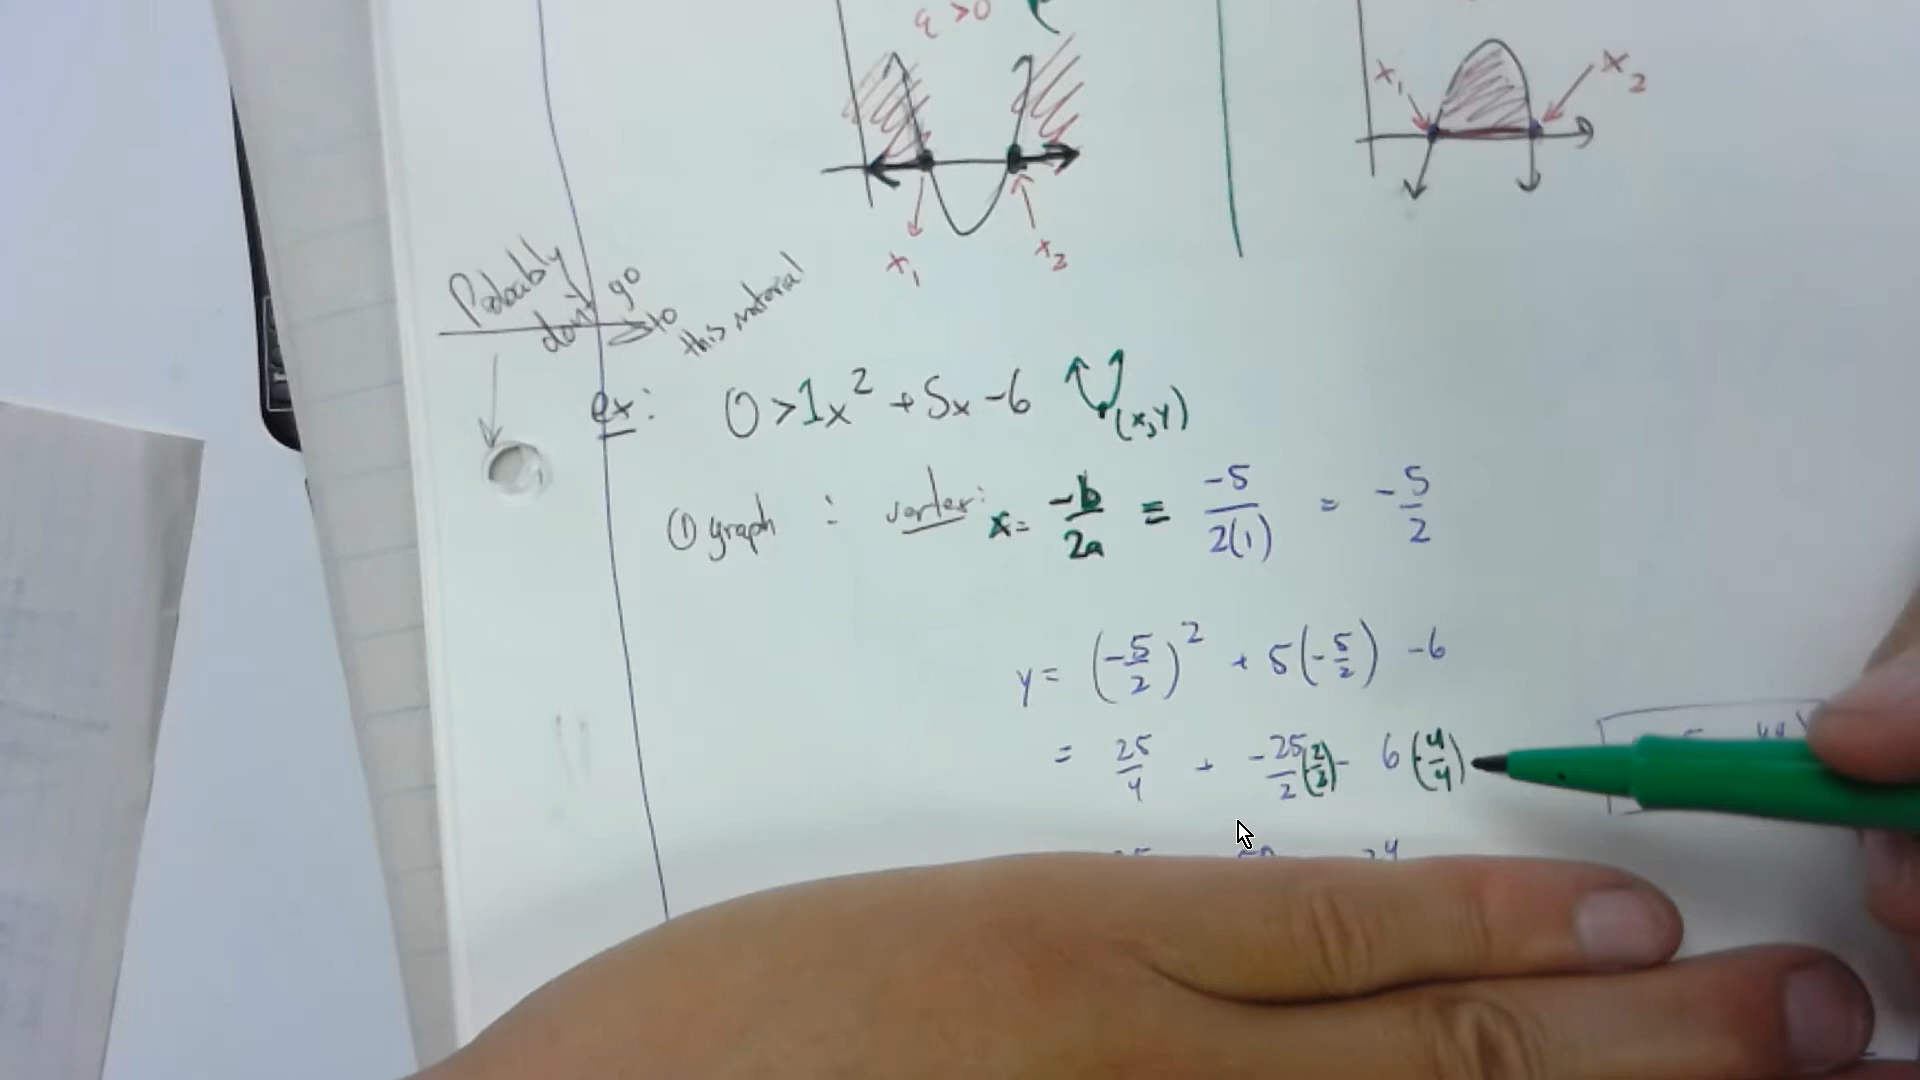 a >0
x₁
x₂
x₁
x₂
Probably
don't go
to
this material
ex: 0 > 1x² + 5x - 6 (x,y)
① graph : vertex: x = -b/2a = -5/2(1) = -5/2
y = (-5/2)² + 5(-5/2) - 6
= 25/4 + -25/2(2/2) - 6(4/4)